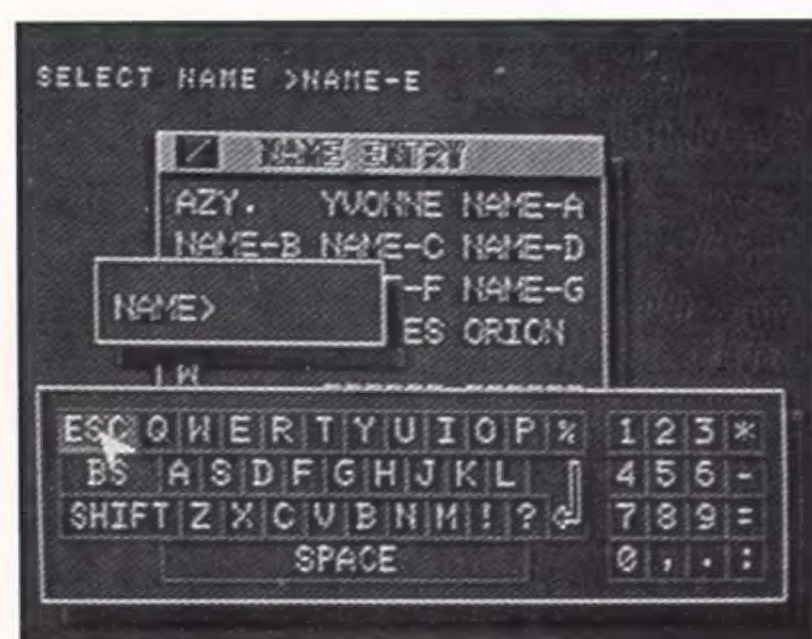 SELECT NAME >NAME-E
NAME ENTRY
AZY. YVONNE NAME-A
NAME-B NAME-C NAME-D
-F NAME-G
NAME>
ES ORION
LW
ESC Q W E R T Y U I O P % 1 2 3 *
BS A S D F G H J K L 4 5 6 -
SHIFT Z X C V B N M ! ? 7 8 9 =
SPACE 0 , . :